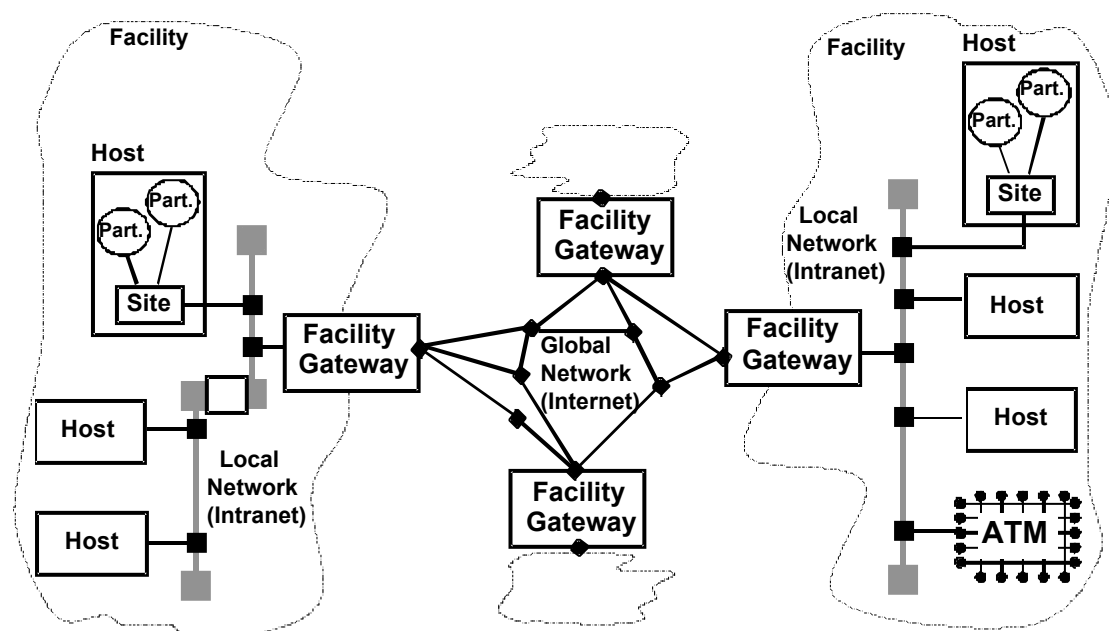 Facility
Host
Part.
Part.
Site
Facility
Gateway
Host
Host
Local
Network
(Intranet)
Facility
Gateway
Global
Network
(Internet)
Facility
Gateway
Facility
Gateway
Facility
Host
Part.
Part.
Site
Local
Network
(Intranet)
Host
Host
ATM